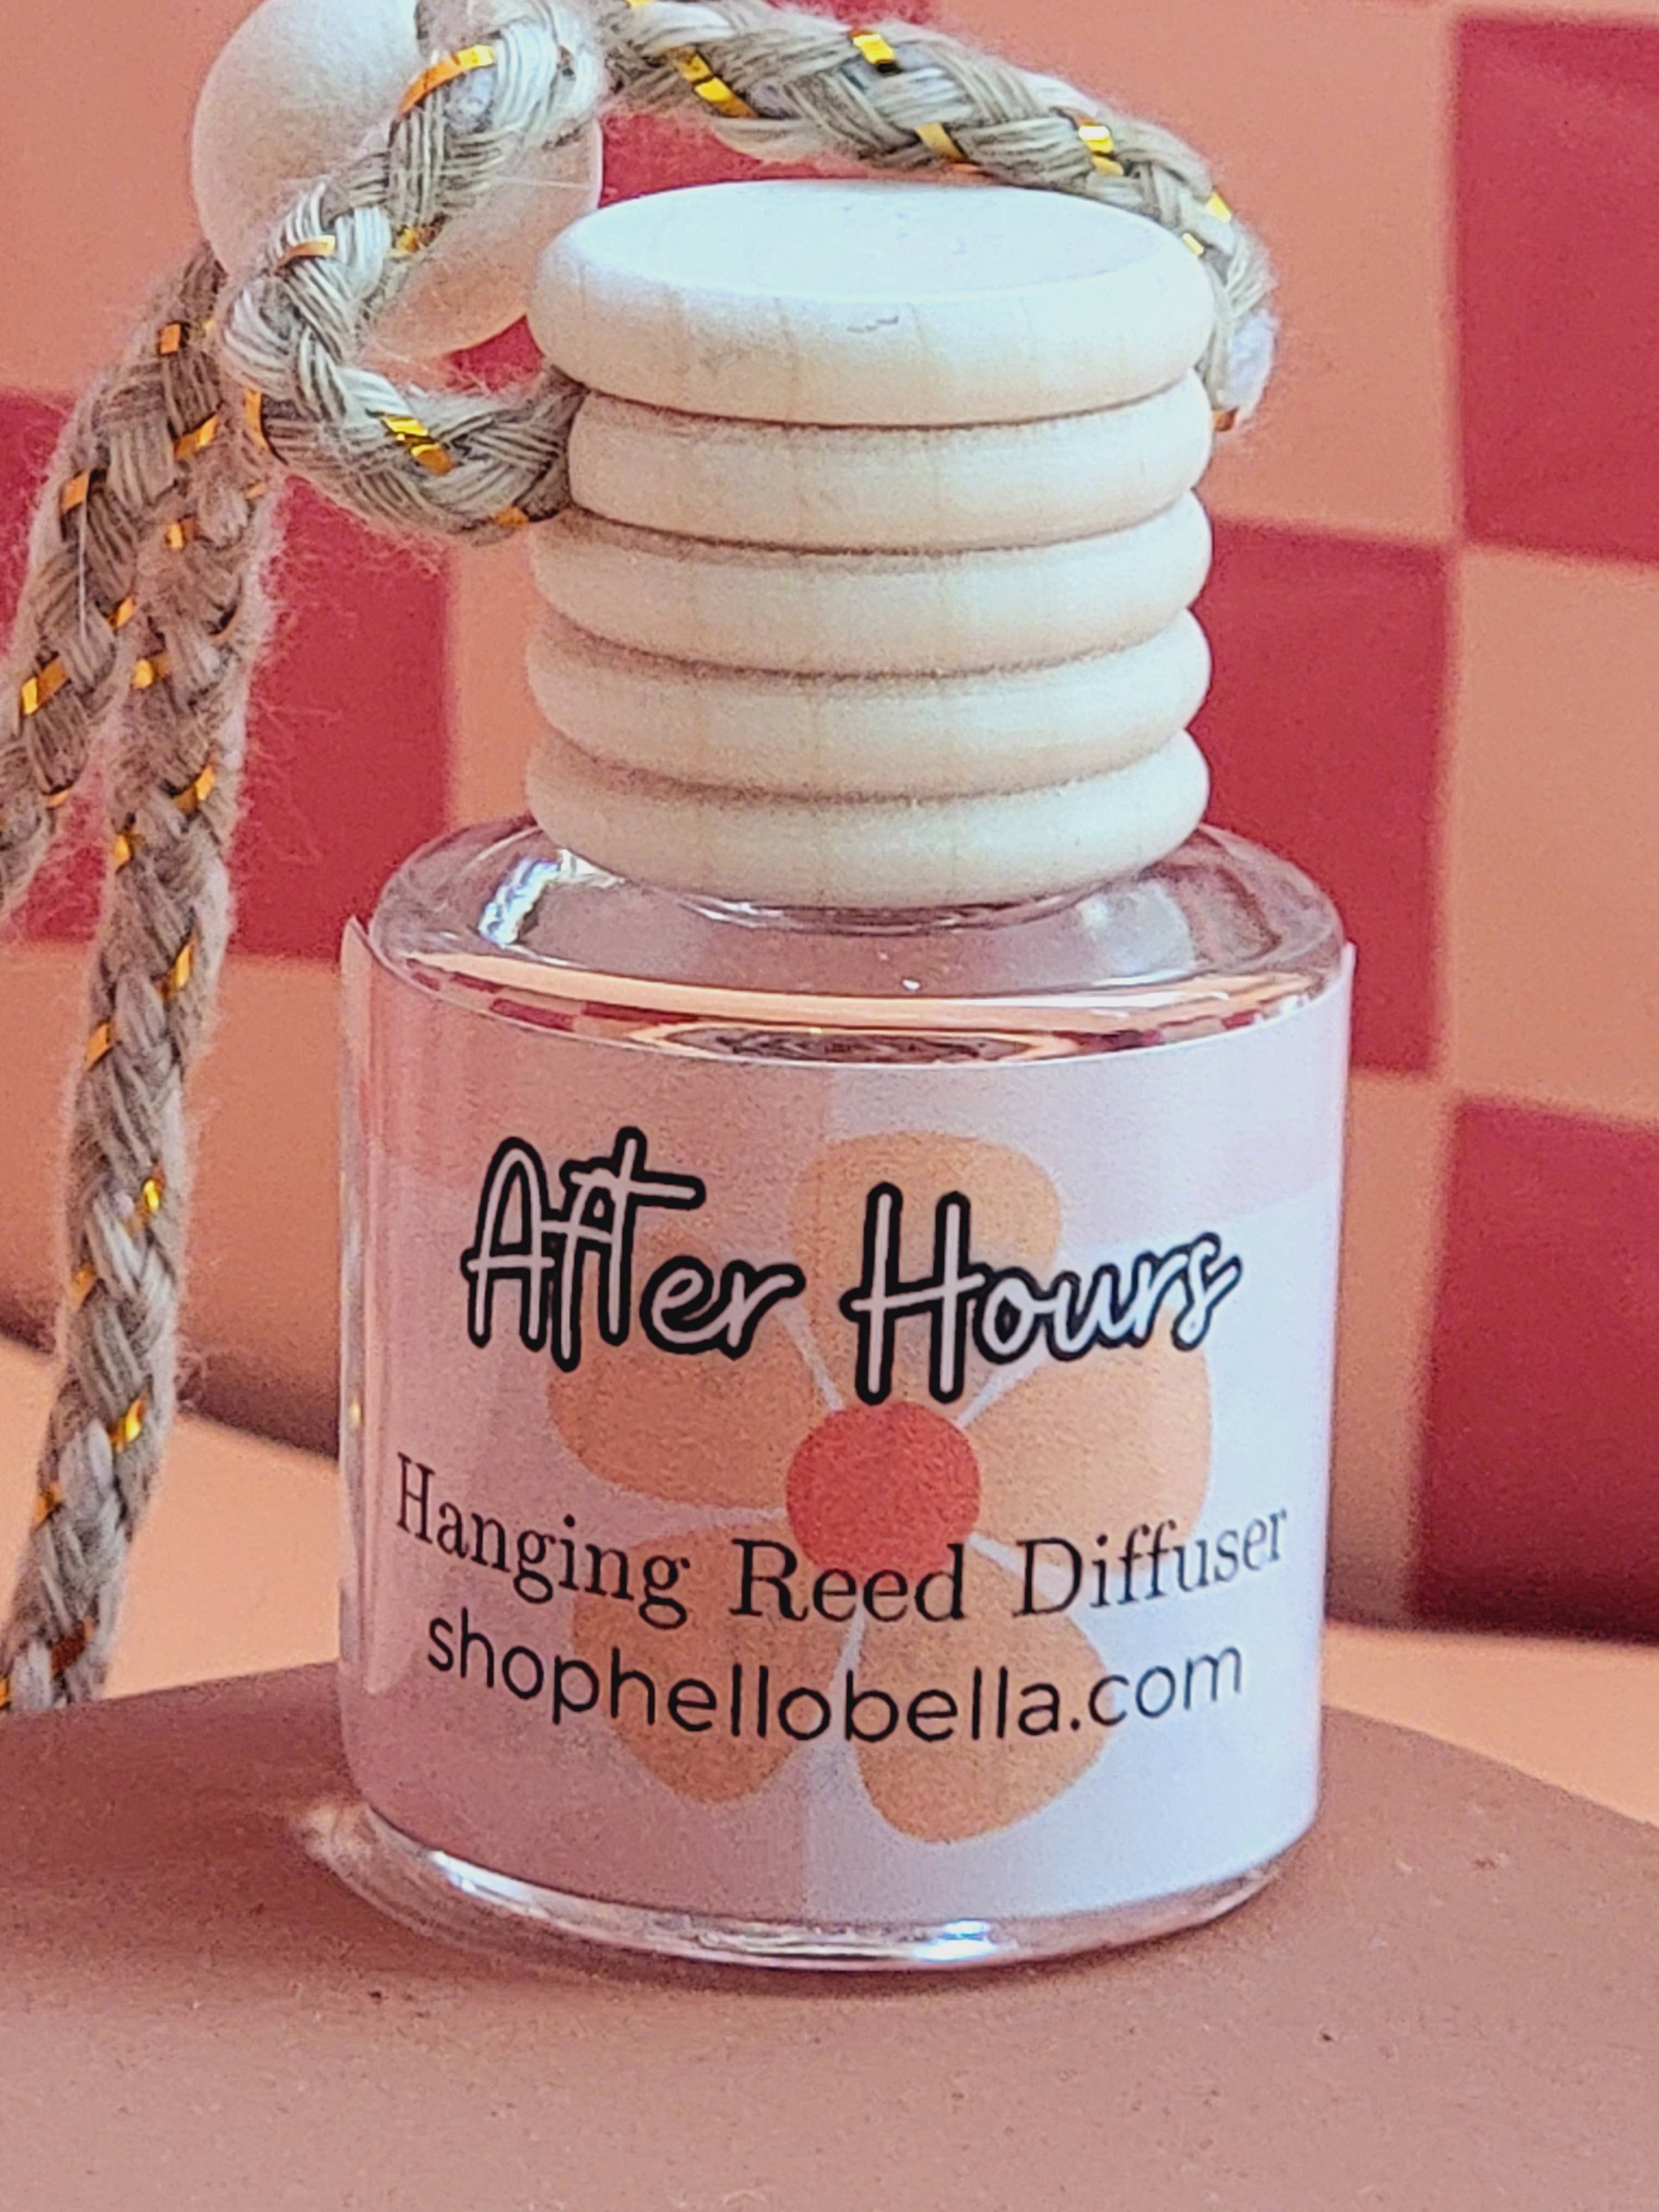 After Hours
Hanging Reed Diffuser
shophellobella.com